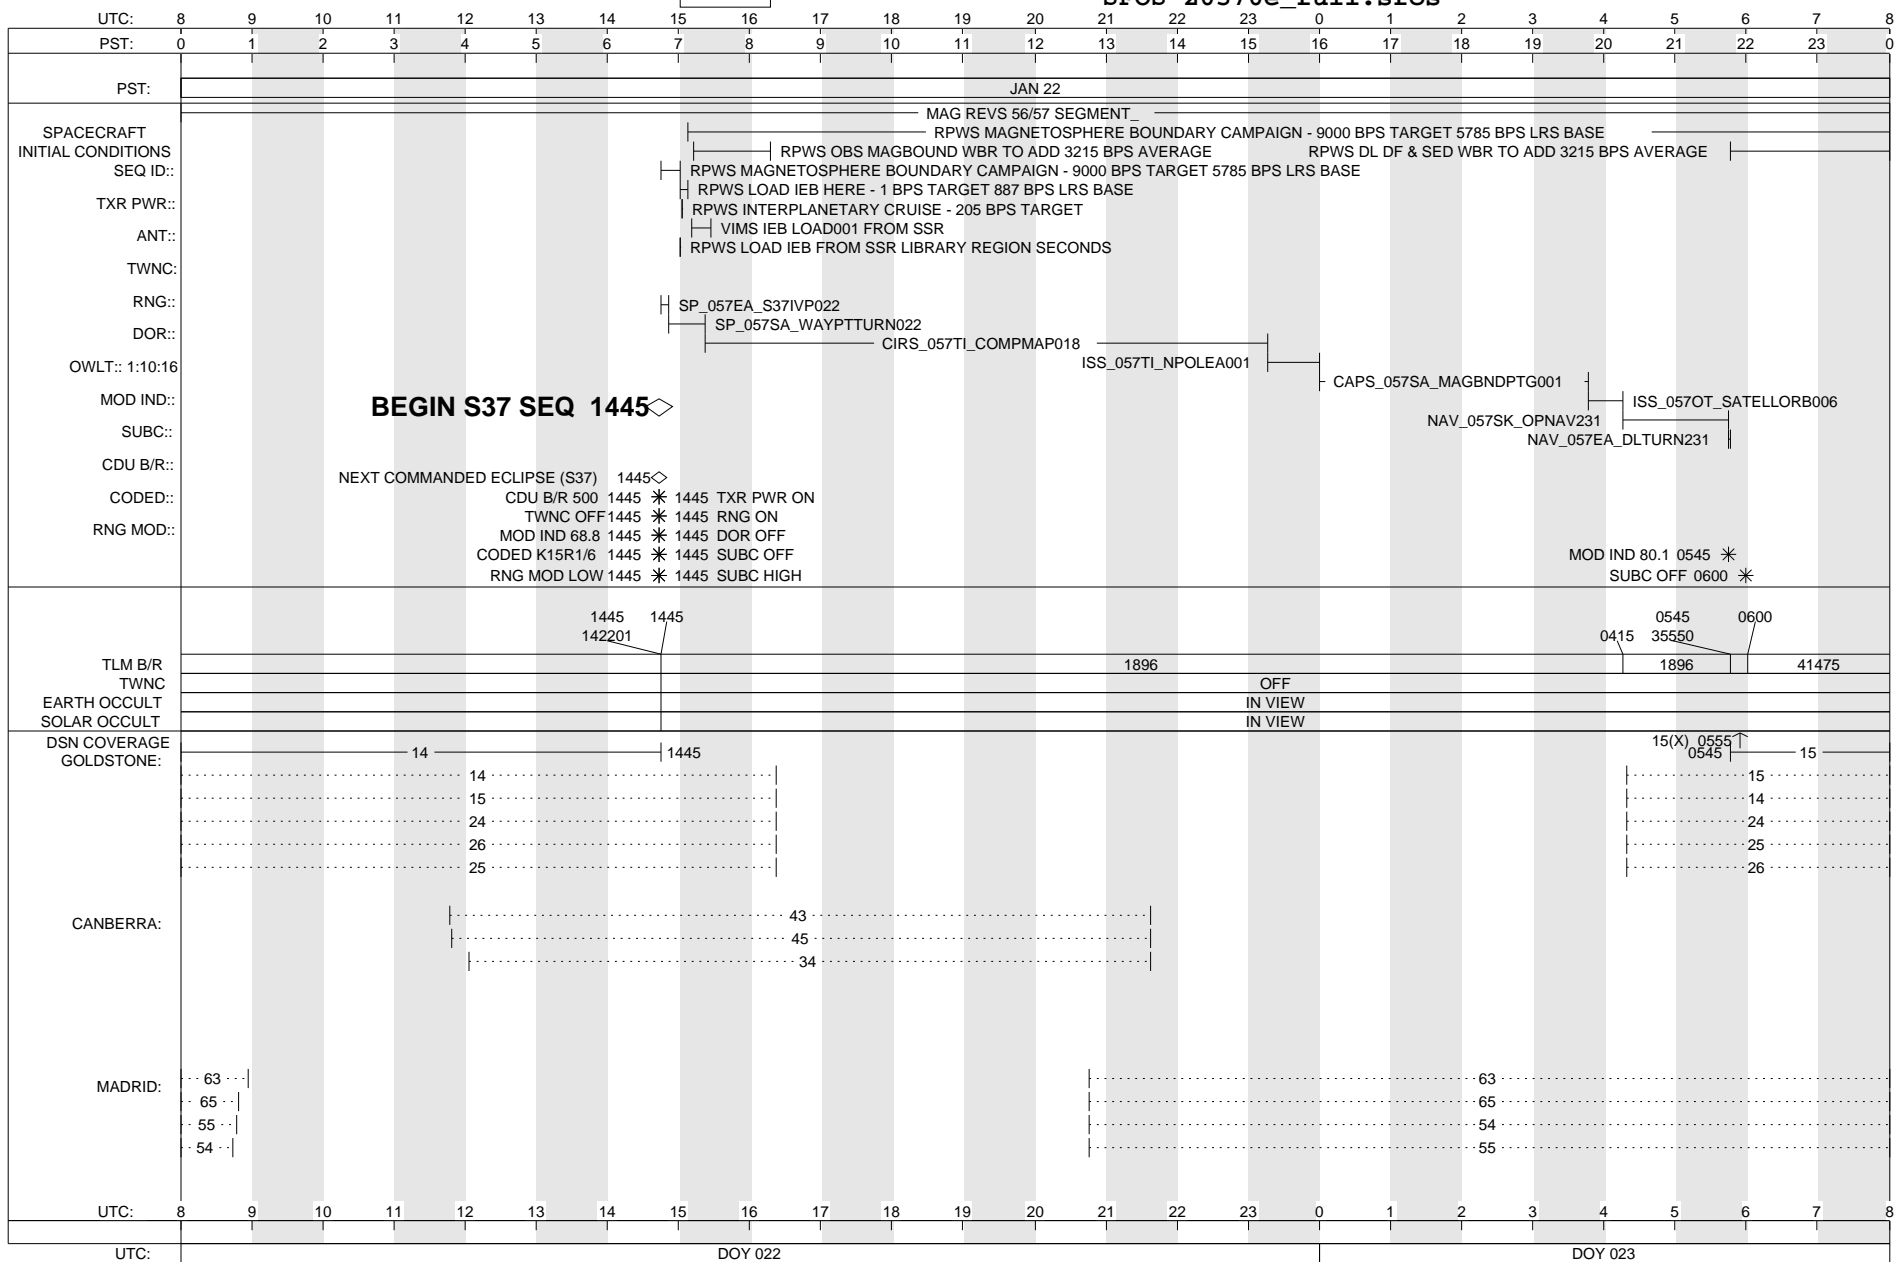 UTC: 8 9 10 11 12 13 14 15 16 17 18 19 20 21 22 23 0 1 2 3 4 5 6 7 8
PST: 0 1 2 3 4 5 6 7 8 9 10 11 12 13 14 15 16 17 18 19 20 21 22 23 0
PST: JAN 22
MAG REVS 56/57 SEGMENT_
SPACECRAFT RPWS MAGNETOSPHERE BOUNDARY CAMPAIGN - 9000 BPS TARGET 5785 BPS LRS BASE
INITIAL CONDITIONS RPWS OBS MAGBOUND WBR TO ADD 3215 BPS AVERAGE RPWS DL DF & SED WBR TO ADD 3215 BPS AVERAGE
SEQ ID:: RPWS MAGNETOSPHERE BOUNDARY CAMPAIGN - 9000 BPS TARGET 5785 BPS LRS BASE
RPWS LOAD IEB HERE - 1 BPS TARGET 887 BPS LRS BASE
TXR PWR:: RPWS INTERPLANETARY CRUISE - 205 BPS TARGET
ANT:: VIMS IEB LOAD001 FROM SSR
RPWS LOAD IEB FROM SSR LIBRARY REGION SECONDS
TWNC:
RNG:: SP_057EA_S37IVP022
DOR:: SP_057SA_WAYPTTURN022
CIRS_057TI_COMPMAP018
OWLT:: 1:10:16 ISS_057TI_NPOLEA001
CAPS_057SA_MAGBNDPTG001
MOD IND:: BEGIN S37 SEQ 1445 ISS_057OT_SATELLORB006
NAV_057SK_OPNAV231
SUBC:: NAV_057EA_DLTURN231
CDU B/R::
NEXT COMMANDED ECLIPSE (S37) 1445
CODED:: CDU B/R 500 1445 1445 TXR PWR ON
TWNC OFF 1445 1445 RNG ON
RNG MOD:: MOD IND 68.8 1445 1445 DOR OFF
CODED K15R1/6 1445 1445 SUBC OFF MOD IND 80.1 0545
RNG MOD LOW 1445 1445 SUBC HIGH SUBC OFF 0600
1445 1445 0545 0600
142201 0415 35550
TLM B/R 1896 1896 41475
TWNC OFF
EARTH OCCULT IN VIEW
SOLAR OCCULT IN VIEW
DSN COVERAGE 15(X) 0555
GOLDSTONE: 14 1445 0545 15
14 15
15 14
24 24
26 25
25 26
CANBERRA: 43
45
34
MADRID: 63 63
65 65
55 54
54 55
UTC: 8 9 10 11 12 13 14 15 16 17 18 19 20 21 22 23 0 1 2 3 4 5 6 7 8
UTC: DOY 022 DOY 023